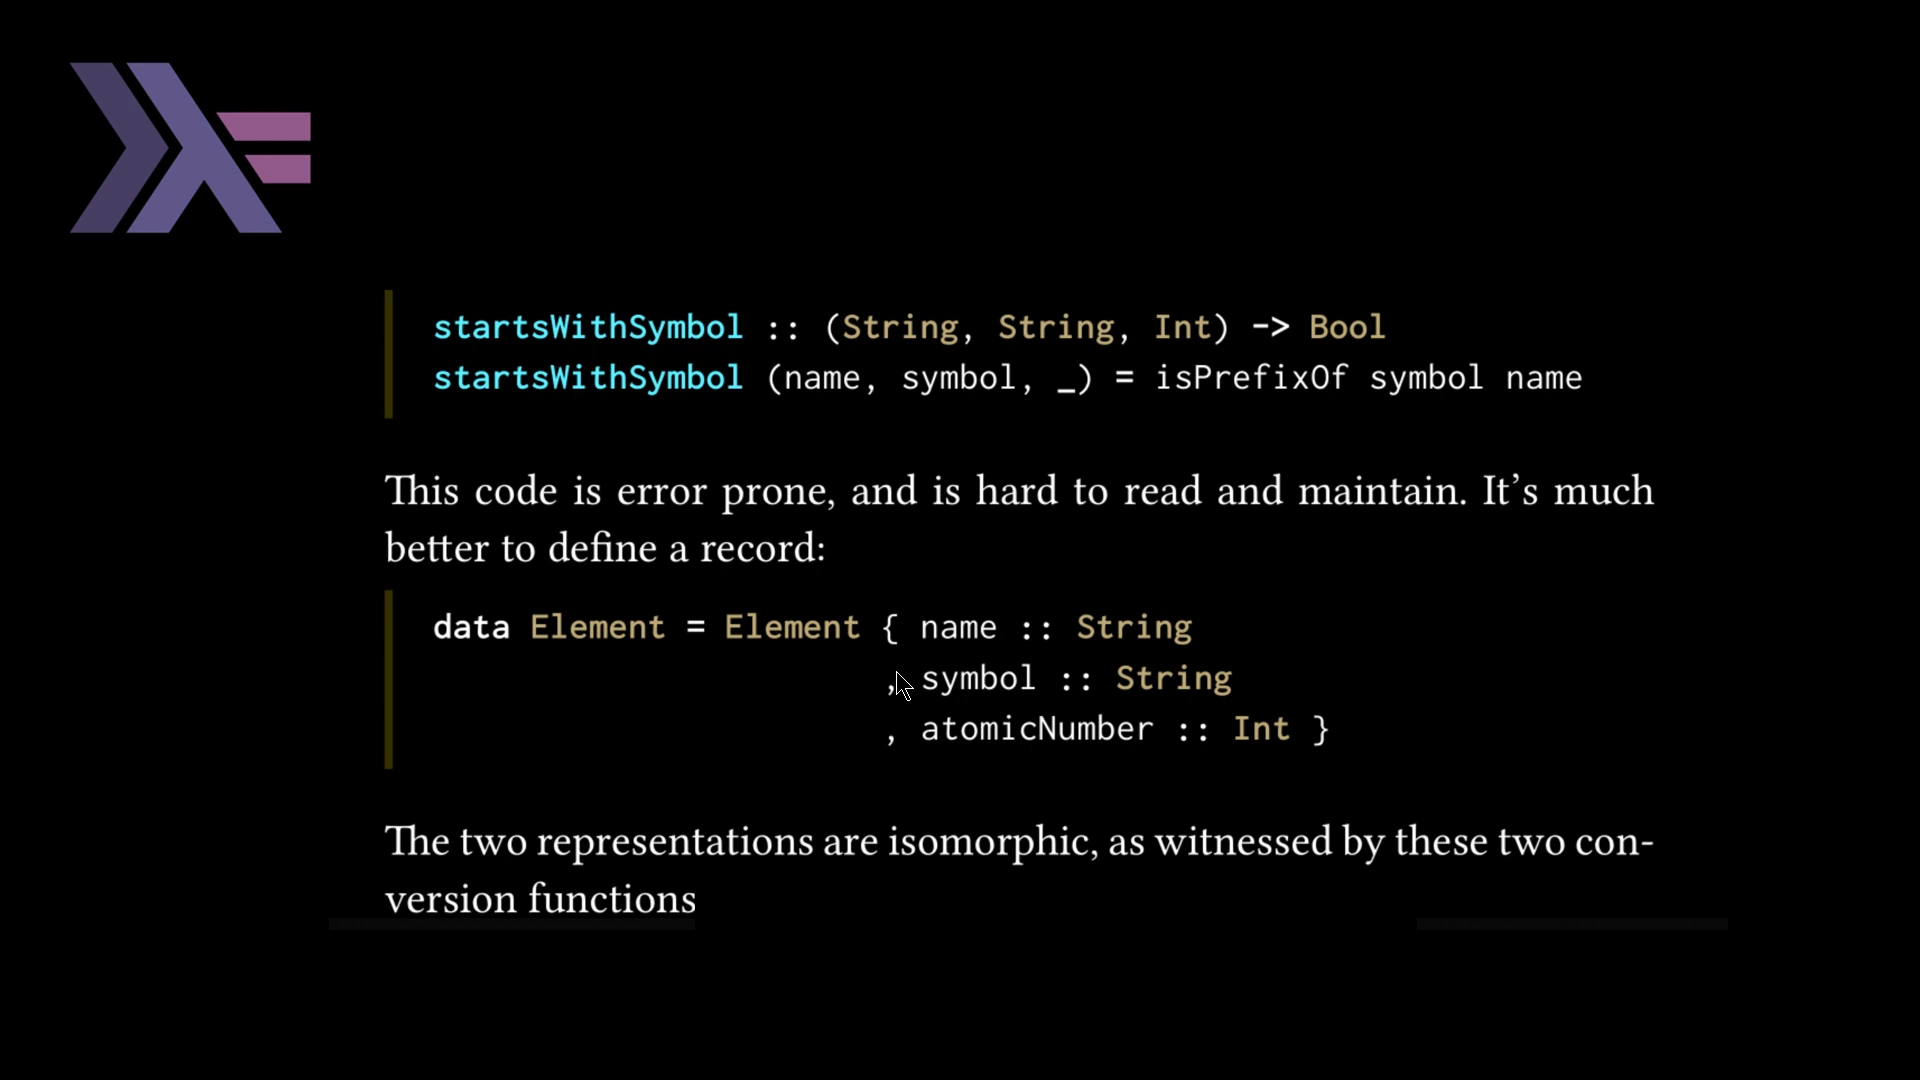 startsWithSymbol :: (String, String, Int) -> Bool
startsWithSymbol (name, symbol, _) = isPrefixOf symbol name
This code is error prone, and is hard to read and maintain. It’s much
better to define a record:
data Element = Element { name :: String
, symbol :: String
, atomicNumber :: Int }
The two representations are isomorphic, as witnessed by these two con-
version functions